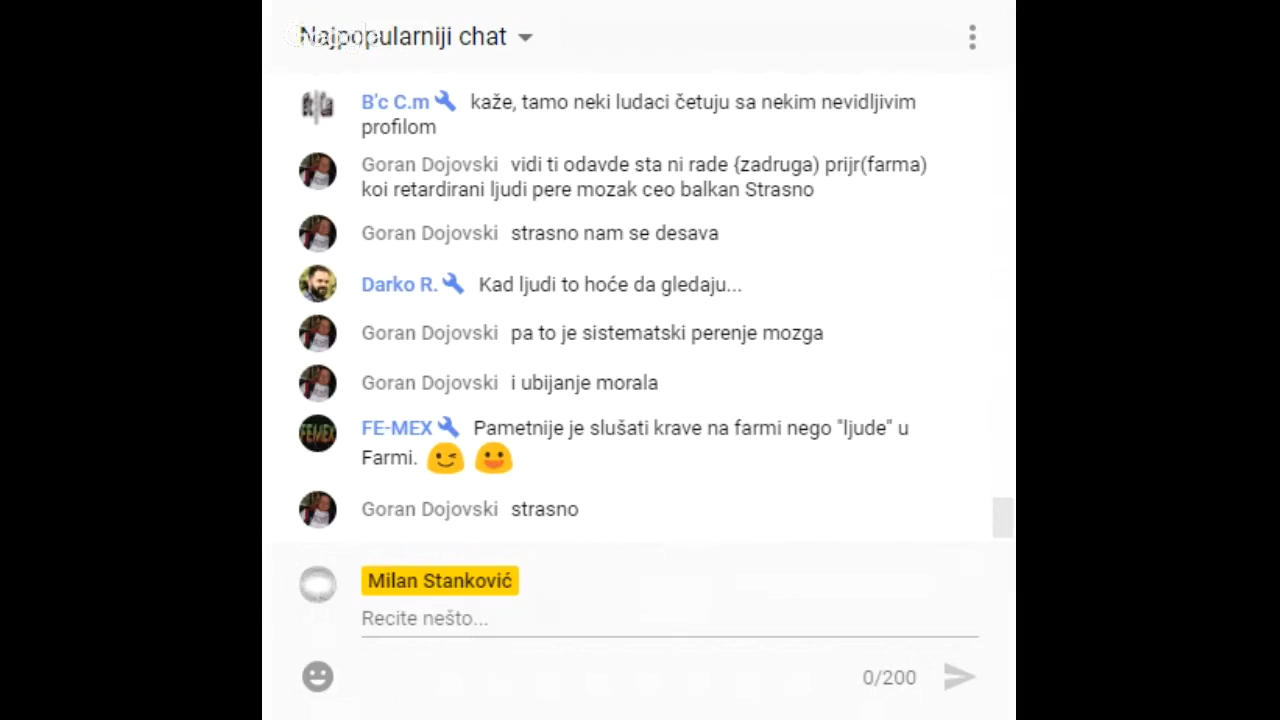 Najpopularniji chat
B'c C.m kaže, tamo neki ludaci četuju sa nekim nevidljivim
profilom
Goran Dojovski vidi ti odavde sta ni rade {zadruga) prijr(farma)
koi retardirani ljudi pere mozak ceo balkan Strasno
Goran Dojovski strasno nam se desava
Darko R. Kad ljudi to hoće da gledaju...
Goran Dojovski pa to je sistematski perenje mozga
Goran Dojovski i ubijanje morala
FE-MEX Pametnije je slušati krave na farmi nego "ljude" u
Farmi.
Goran Dojovski strasno
Milan Stanković
Recite nešto...
0/200